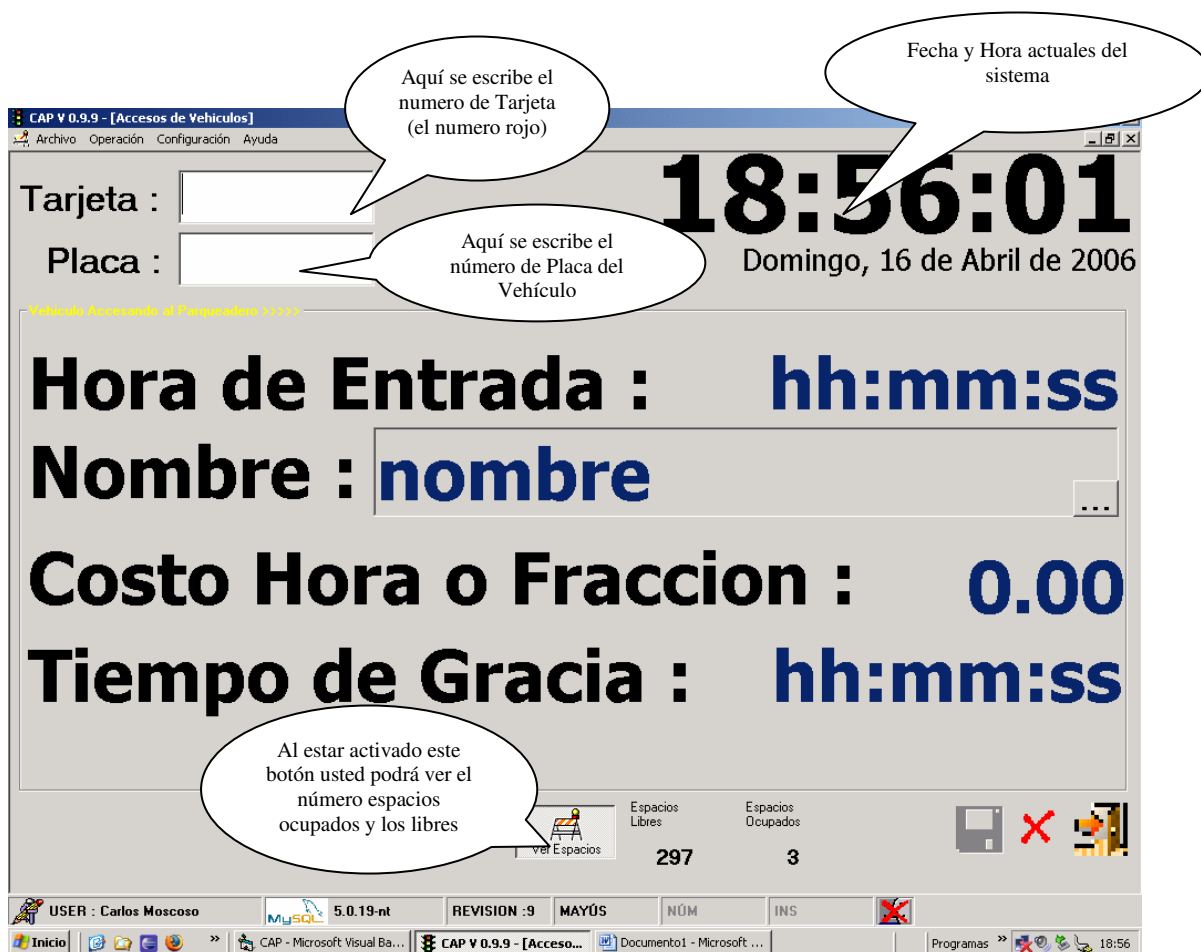 Fecha y Hora actuales del
sistema
Aquí se escribe el
numero de Tarjeta
(el numero rojo)
CAP V 0.9.9 - [Accesos de Vehiculos]
Archivo Operación Configuración Ayuda
Tarjeta :
18:56:01
Placa :
Aquí se escribe el
número de Placa del
Vehículo
Domingo, 16 de Abril de 2006
Vehiculo Accesando al Parqueadero >>>>>
Hora de Entrada : hh:mm:ss
Nombre : nombre
...
Costo Hora o Fraccion : 0.00
Tiempo de Gracia : hh:mm:ss
Al estar activado este
botón usted podrá ver el
número espacios
ocupados y los libres
Ver Espacios
Espacios
Libres
297
Espacios
Ocupados
3
USER : Carlos Moscoso MySQL 5.0.19-nt REVISION :9 MAYÚS NÚM INS
Inicio » CAP - Microsoft Visual Ba... CAP V 0.9.9 - [Acceso... Documento1 - Microsoft ... Programas » 18:56